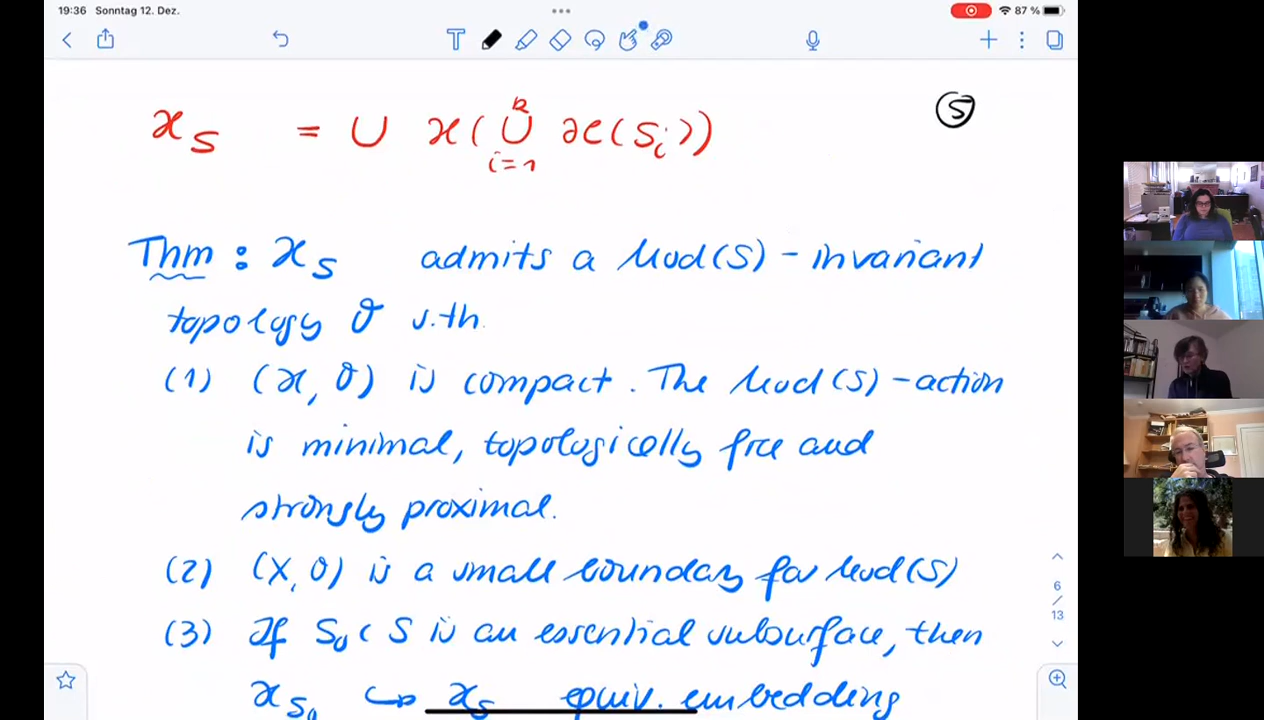 19:36 Sonntag 12. Dez.
87 %
𝒳_S = ∪ 𝒳( ∪_{i=1}^{k} ∂C(S_i))
5
Thm : 𝒳_S admits a Mod(S) - invariant
topology O s.th.
(1) (𝒳, O) is compact. The Mod(S) - action
is minimal, topologically free and
strongly proximal.
(2) (X, O) is a small boundary for Mod(S)
(3) If S_0 ⊂ S is an essential subsurface, then
𝒳_{S_0} ↪ 𝒳_S equiv. embedding
6
/
13